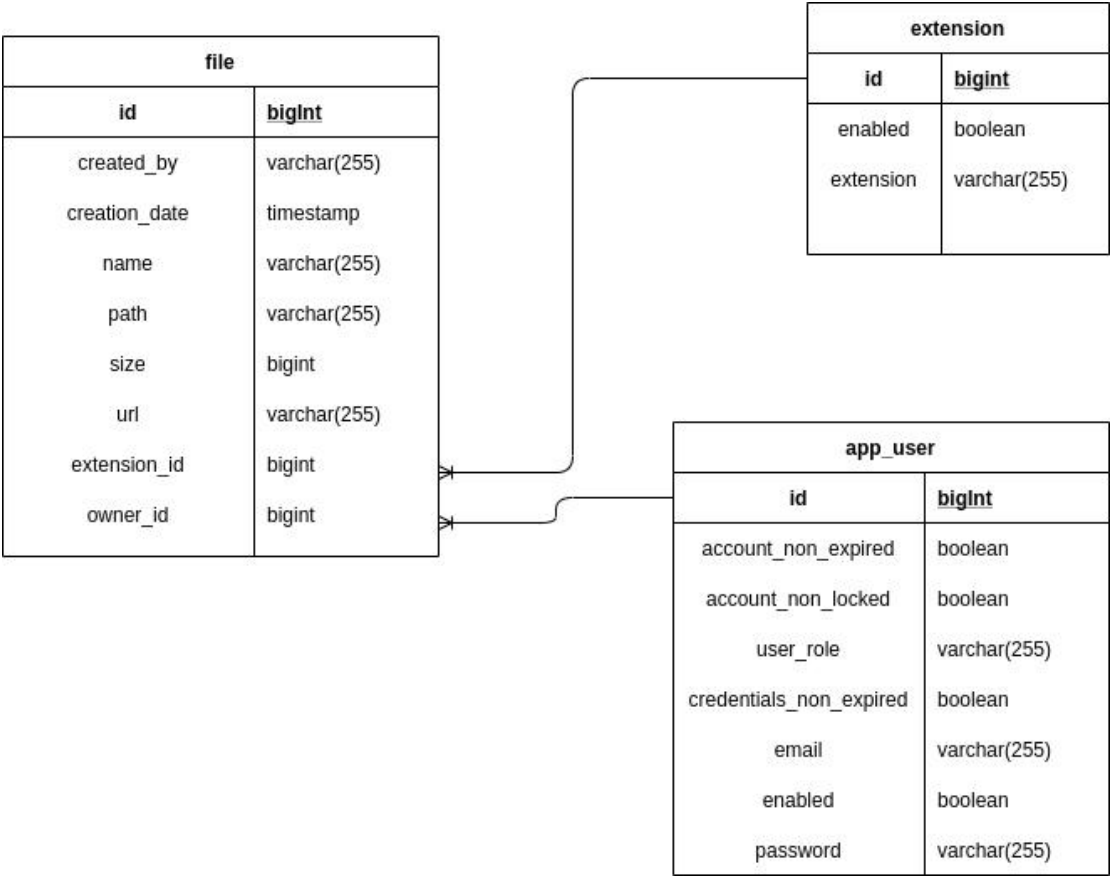 file
id bigInt
created_by varchar(255)
creation_date timestamp
name varchar(255)
path varchar(255)
size bigint
url varchar(255)
extension_id bigint
owner_id bigint
extension
id bigint
enabled boolean
extension varchar(255)
app_user
id bigInt
account_non_expired boolean
account_non_locked boolean
user_role varchar(255)
credentials_non_expired boolean
email varchar(255)
enabled boolean
password varchar(255)